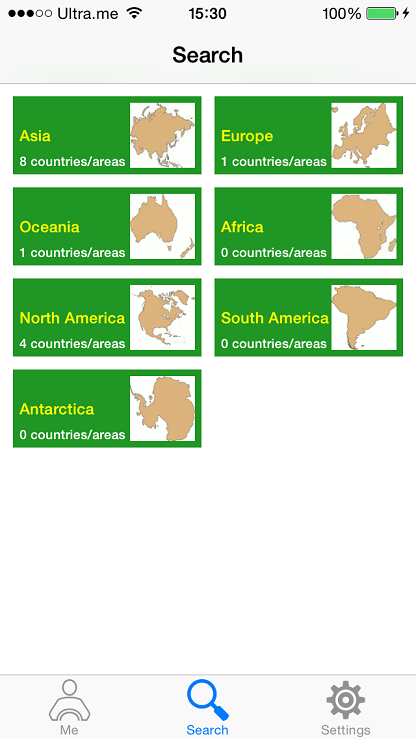 Ultra.me 15:30 100%
Search
Asia
8 countries/areas
Europe
1 countries/areas
Oceania
1 countries/areas
Africa
0 countries/areas
North America
4 countries/areas
South America
0 countries/areas
Antarctica
0 countries/areas
Me
Search
Settings